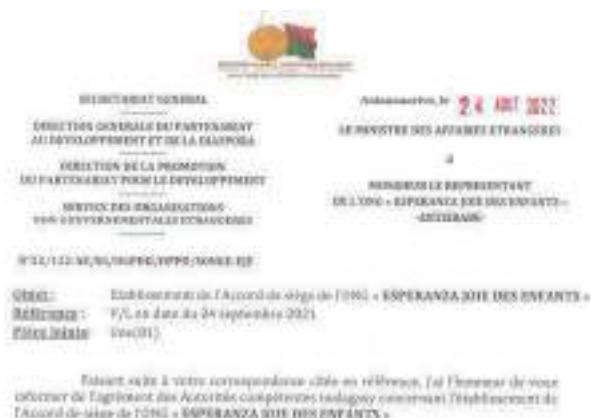 SECRETARIAT GENERAL
DIRECTION GENERALE DU PARTENARIAT
AU DEVELOPPEMENT ET DE LA DIASPORA
DIRECTION DE LA PROMOTION
DU PARTENARIAT POUR LE DEVELOPPEMENT
SERVICE DES ORGANISATIONS
NON GOUVERNEMENTALES ETRANGERES
Antananarivo, le 24 AOUT 2022
LE MINISTRE DES AFFAIRES ETRANGERES
à
MONSIEUR LE REPRESENTANT
DE L'ONG « ESPERANZA JOIE DES ENFANTS »
Objet : Etablissement de l'Accord de siège de l'ONG « ESPERANZA JOIE DES ENFANTS »
Référence : V/L en date du 24 septembre 2021
Pièce jointe : Une(01)
Faisant suite à votre correspondance citée en référence, j'ai l'honneur de vous
informer de l'agrément des Autorités compétentes malagasy concernant l'établissement de
l'Accord de siège de l'ONG « ESPERANZA JOIE DES ENFANTS ».